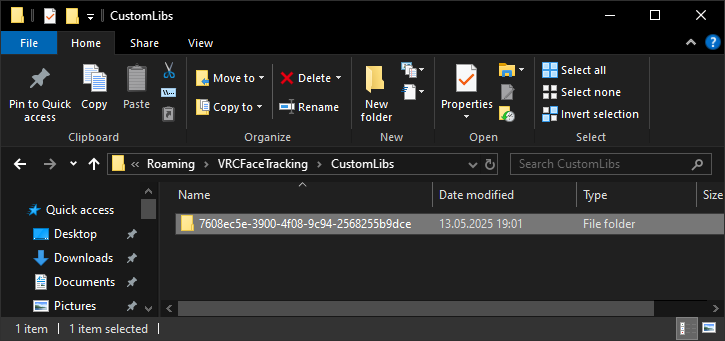 CustomLibs
File Home Share View
Pin to Quick access
Copy
Paste
Move to
Copy to
Delete
Rename
New folder
Properties
Select all
Select none
Invert selection
Clipboard Organize New Open Select
« Roaming › VRCFaceTracking › CustomLibs
Search CustomLibs
Name Date modified Type Size
Quick access
Desktop
Downloads
Documents
Pictures
7608ec5e-3900-4f08-9c94-2568255b9dce 13.05.2025 19:01 File folder
1 item 1 item selected